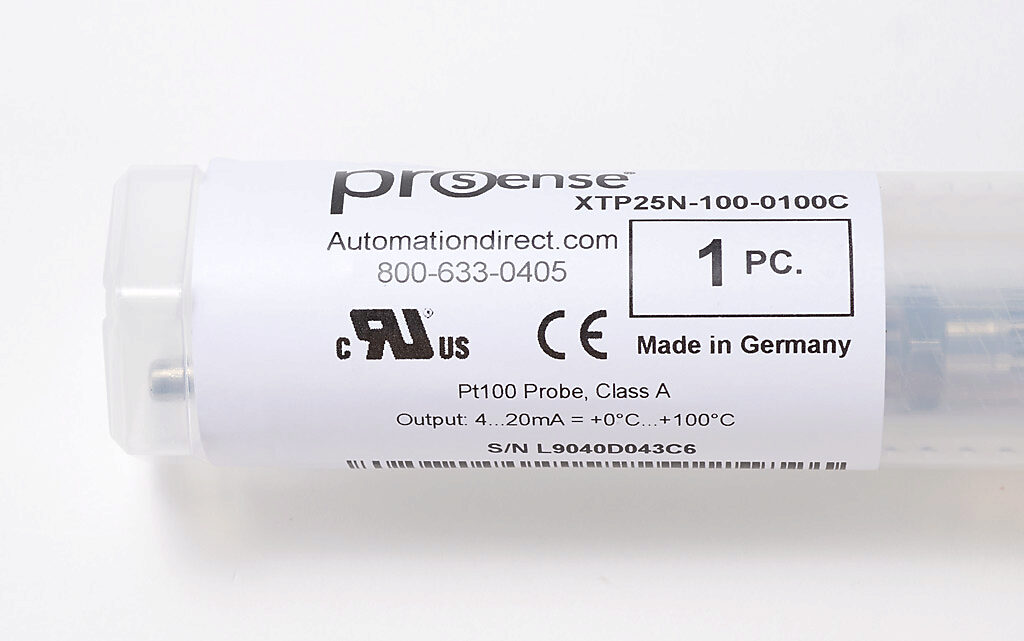 prosense®
XTP25N-100-0100C
Automationdirect.com
800-633-0405
1 PC.
c RU ® US
CE
Made in Germany
Pt100 Probe, Class A
Output: 4...20mA = +0°C...+100°C
S/N L9040D043C6